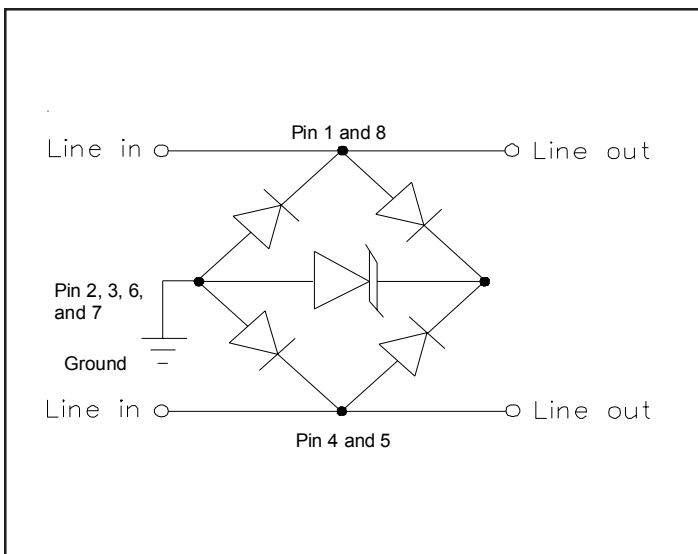 Pin 1 and 8
Line in
Line out
Pin 2, 3, 6,
and 7
Ground
Line in
Line out
Pin 4 and 5